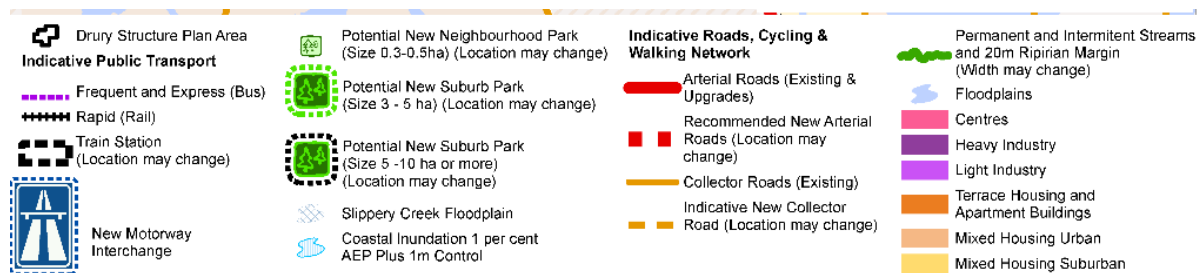 Drury Structure Plan Area
Indicative Public Transport
Frequent and Express (Bus)
Rapid (Rail)
Train Station
(Location may change)
New Motorway
Interchange
Potential New Neighbourhood Park
(Size 0.3-0.5ha) (Location may change)
Potential New Suburb Park
(Size 3 - 5 ha) (Location may change)
Potential New Suburb Park
(Size 5 -10 ha or more)
(Location may change)
Slippery Creek Floodplain
Coastal Inundation 1 per cent
AEP Plus 1m Control
Indicative Roads, Cycling &
Walking Network
Arterial Roads (Existing &
Upgrades)
Recommended New Arterial
Roads (Location may
change)
Collector Roads (Existing)
Indicative New Collector
Road (Location may change)
Permanent and Intermitent Streams
and 20m Ripirian Margin
(Width may change)
Floodplains
Centres
Heavy Industry
Light Industry
Terrace Housing and
Apartment Buildings
Mixed Housing Urban
Mixed Housing Suburban